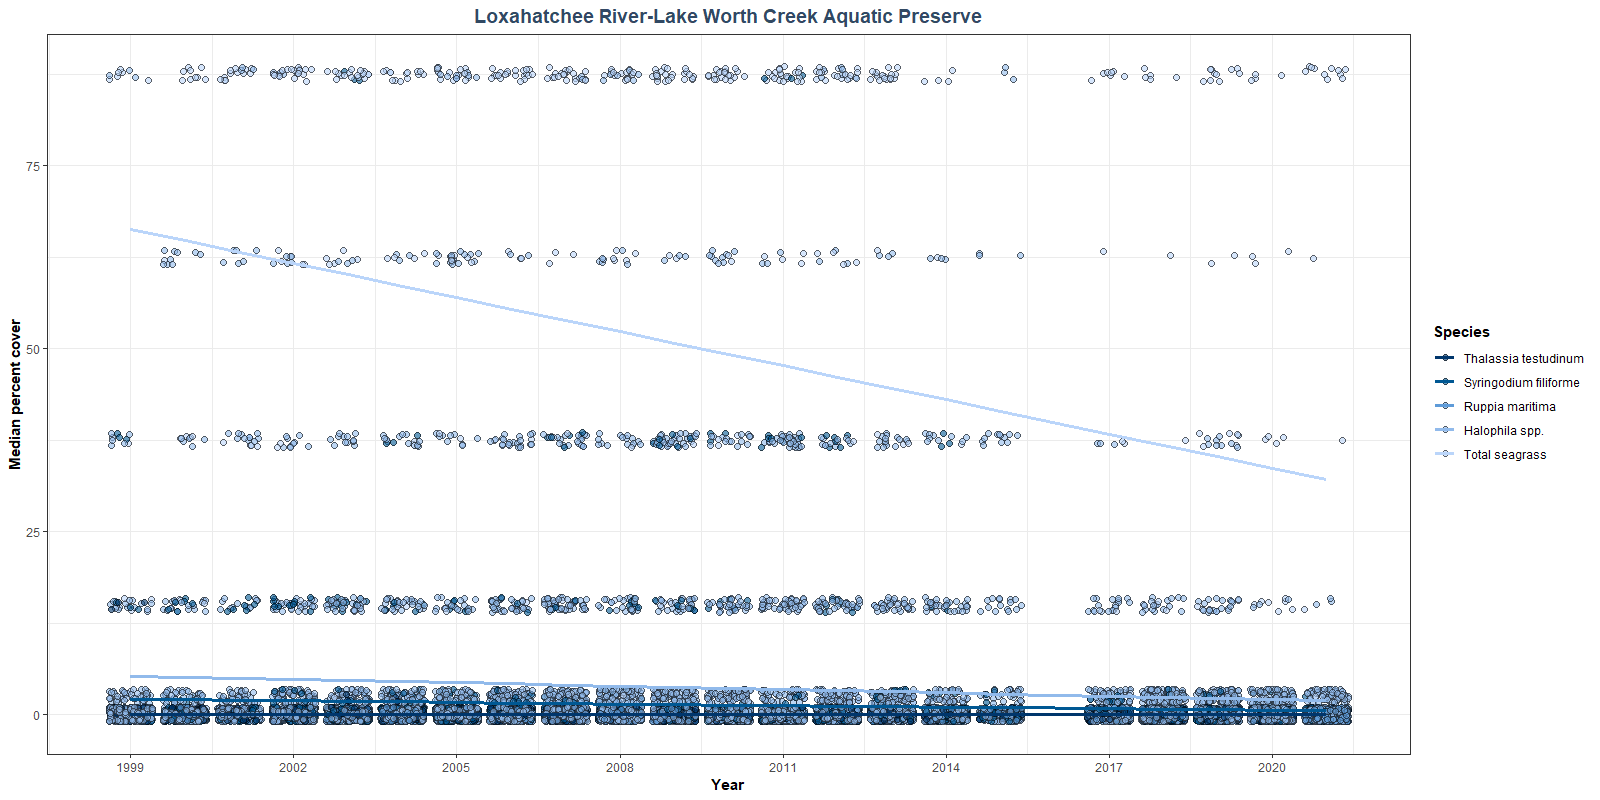 Loxahatchee River-Lake Worth Creek Aquatic Preserve
Median percent cover
75
50
25
0
1999 2002 2005 2008 2011 2014 2017 2020
Year
Species
Thalassia testudinum
Syringodium filiforme
Ruppia maritima
Halophila spp.
Total seagrass